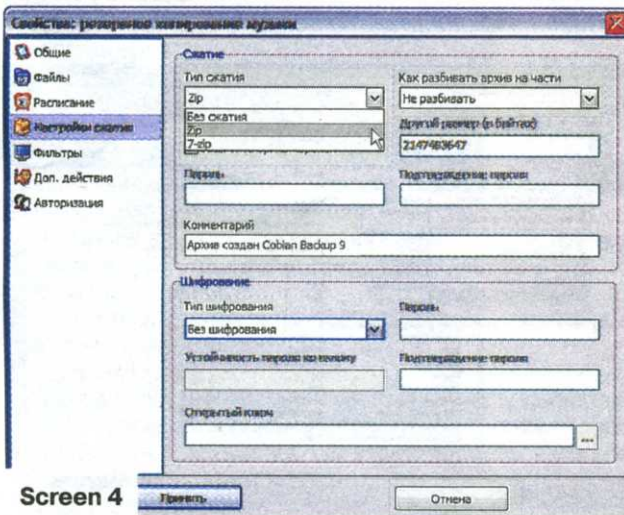 Свойства: резервное копирование музыки
Общие
Файлы
Расписание
Настройки сжатия
Фильтры
Доп. действия
Авторизация
Сжатие
Тип сжатия
Zip
Без сжатия
Zip
7-zip
Как разбивать архив на части
Не разбивать
Другой размер (в байтах)
2147483647
Пароль
Подтверждение пароля
Комментарий
Архив создан Cobian Backup 9
Шифрование
Тип шифрования
Без шифрования
Пароль
Устойчивость пароля ко взлому
Подтверждение пароля
Открытый ключ
...
Screen 4
Принять
Отмена